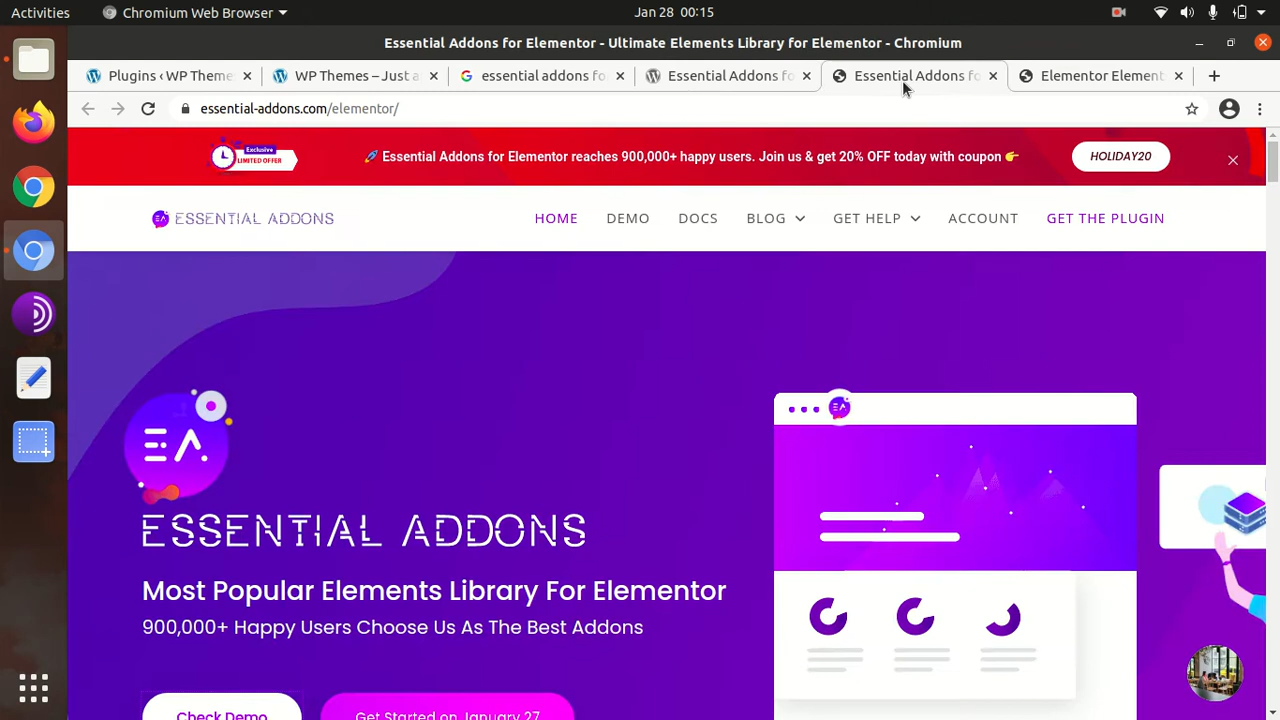 Activities
Chromium Web Browser
Jan 28 00:15
Essential Addons for Elementor - Ultimate Elements Library for Elementor - Chromium
Plugins ‹ WP Theme
WP Themes – Just a
essential addons fo
Essential Addons fo
Essential Addons fo
Elementor Element
essential-addons.com/elementor/
Exclusive
LIMITED OFFER
🚀 Essential Addons for Elementor reaches 900,000+ happy users. Join us & get 20% OFF today with coupon 👉
HOLIDAY20
EA ESSENTIAL ADDONS
HOME
DEMO
DOCS
BLOG
GET HELP
ACCOUNT
GET THE PLUGIN
EA
EA
ESSENTIAL ADDONS
Most Popular Elements Library For Elementor
900,000+ Happy Users Choose Us As The Best Addons
Check Demo
Get Started on January 27